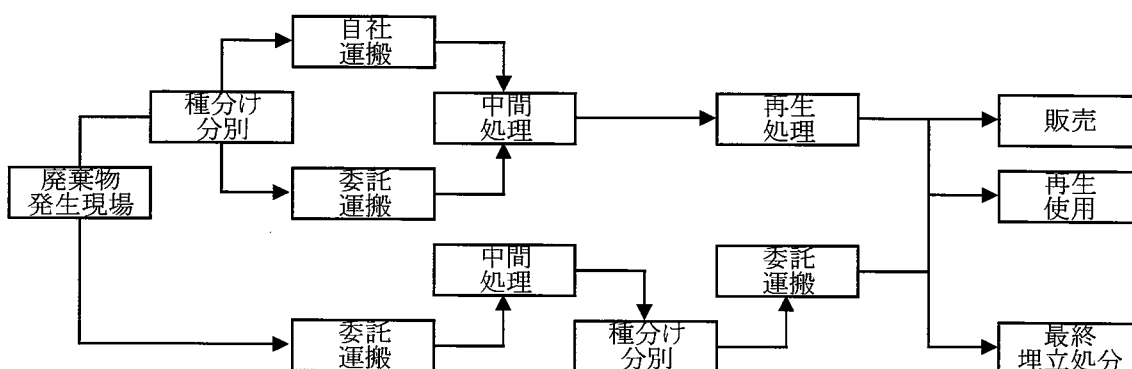 自社
運搬
種分け
分別
中間
処理
再生
処理
販売
廃棄物
発生現場
委託
運搬
再生
使用
中間
処理
委託
運搬
委託
運搬
種分け
分別
最終
埋立処分